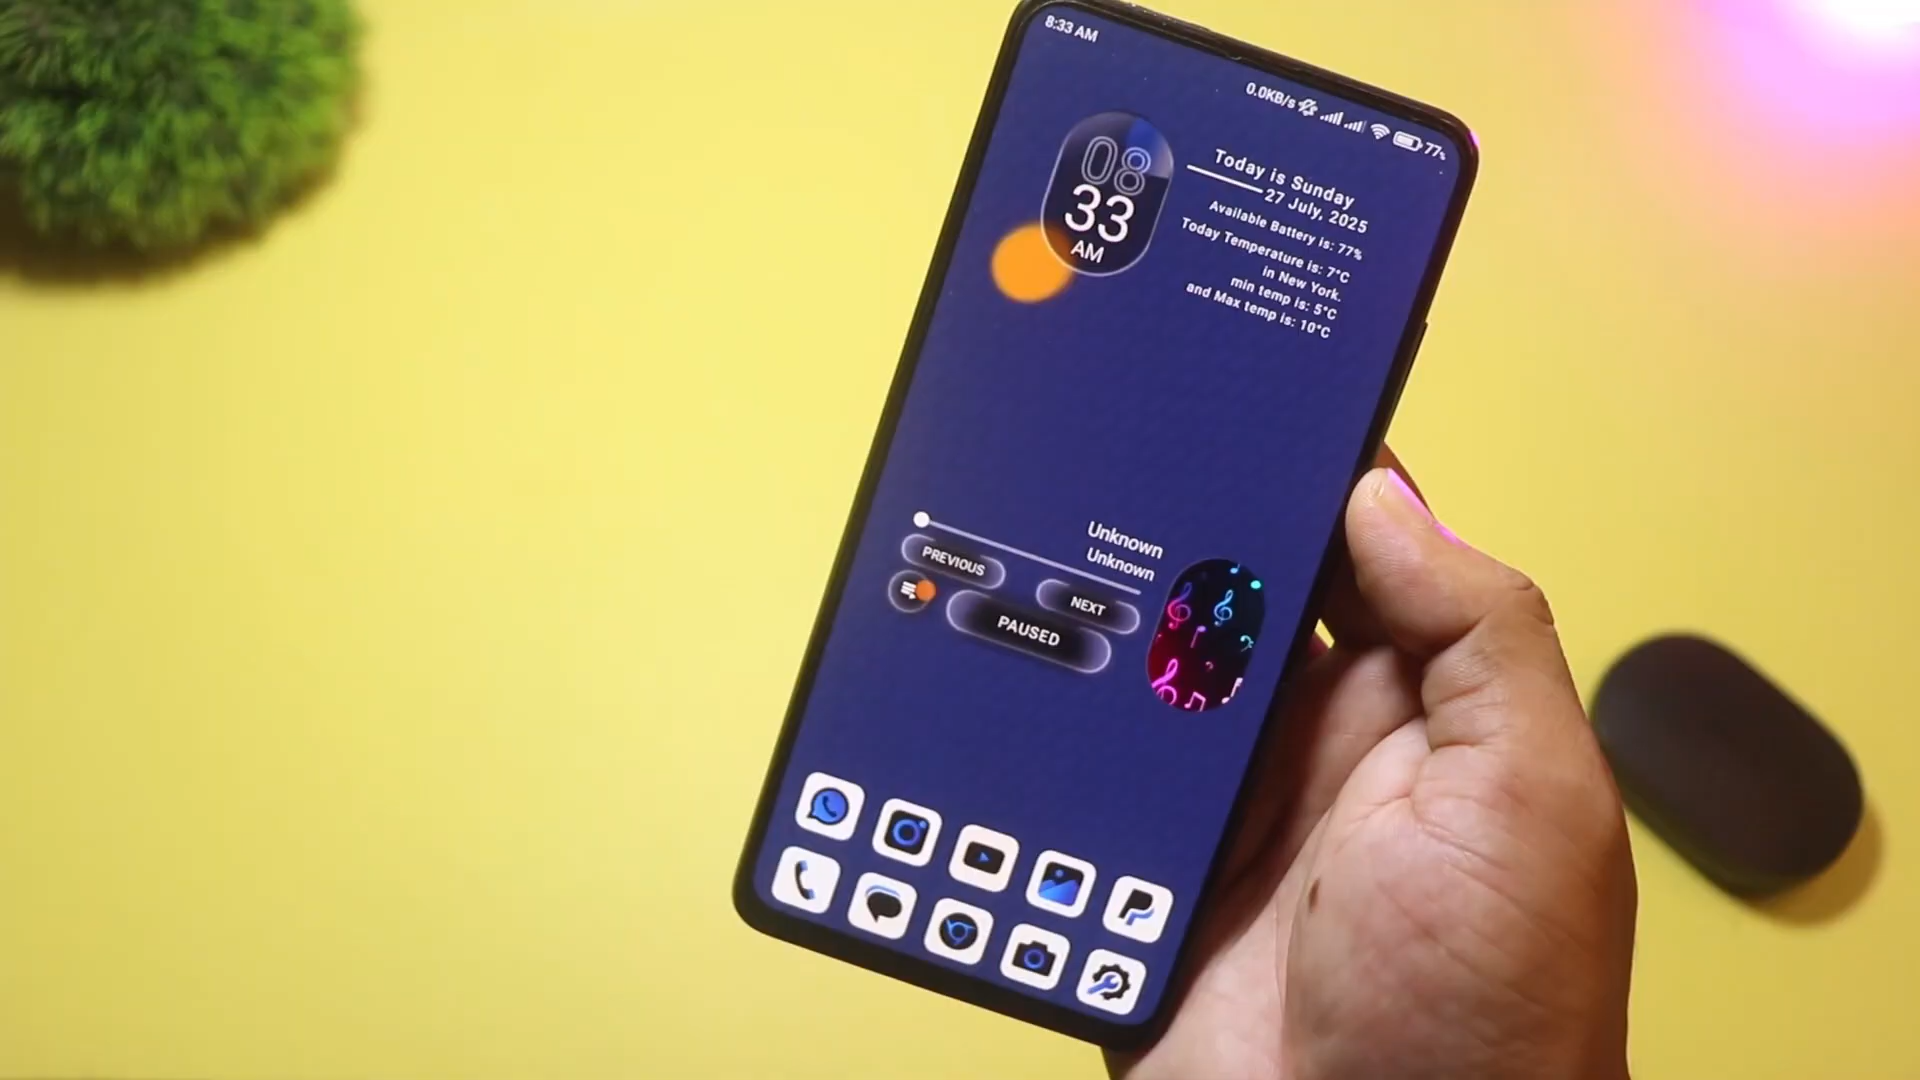 8:33 AM
0.0KB/s
77%
08
33
AM
Today is Sunday
27 July, 2025
Available Battery is: 77%
Today Temperature is: 7°C
in New York.
min temp is: 5°C
and Max temp is: 10°C
Unknown
Unknown
PREVIOUS
NEXT
PAUSED